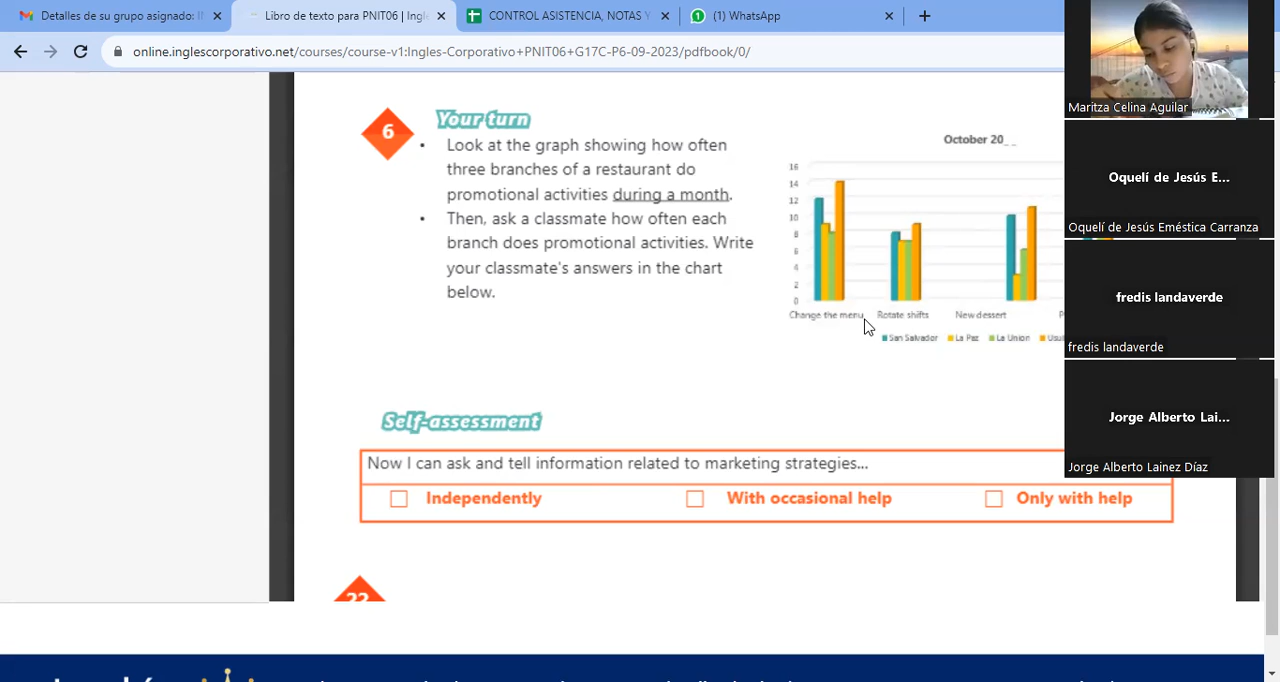 Detalles de su grupo asignado: IN
Libro de texto para PNIT06 | Ingl
CONTROL ASISTENCIA, NOTAS Y
(1) WhatsApp
online.inglescorporativo.net/courses/course-v1:Ingles-Corporativo+PNIT06+G17C-P6-09-2023/pdfbook/0/
6
Your turn
• Look at the graph showing how often
three branches of a restaurant do
promotional activities during a month.
• Then, ask a classmate how often each
branch does promotional activities. Write
your classmate's answers in the chart
below.
October 20_ _
16
14
12
10
8
6
4
2
0
Change the menu
Rotate shifts
New dessert
P
San Salvador
La Paz
La Union
Usul
Self-assessment
Now I can ask and tell information related to marketing strategies...
Independently
With occasional help
Only with help
22
Maritza Celina Aguilar
Oquelí de Jesús E...
Oquelí de Jesús Eméstica Carranza
fredis landaverde
fredis landaverde
Jorge Alberto Lai...
Jorge Alberto Lainez Díaz